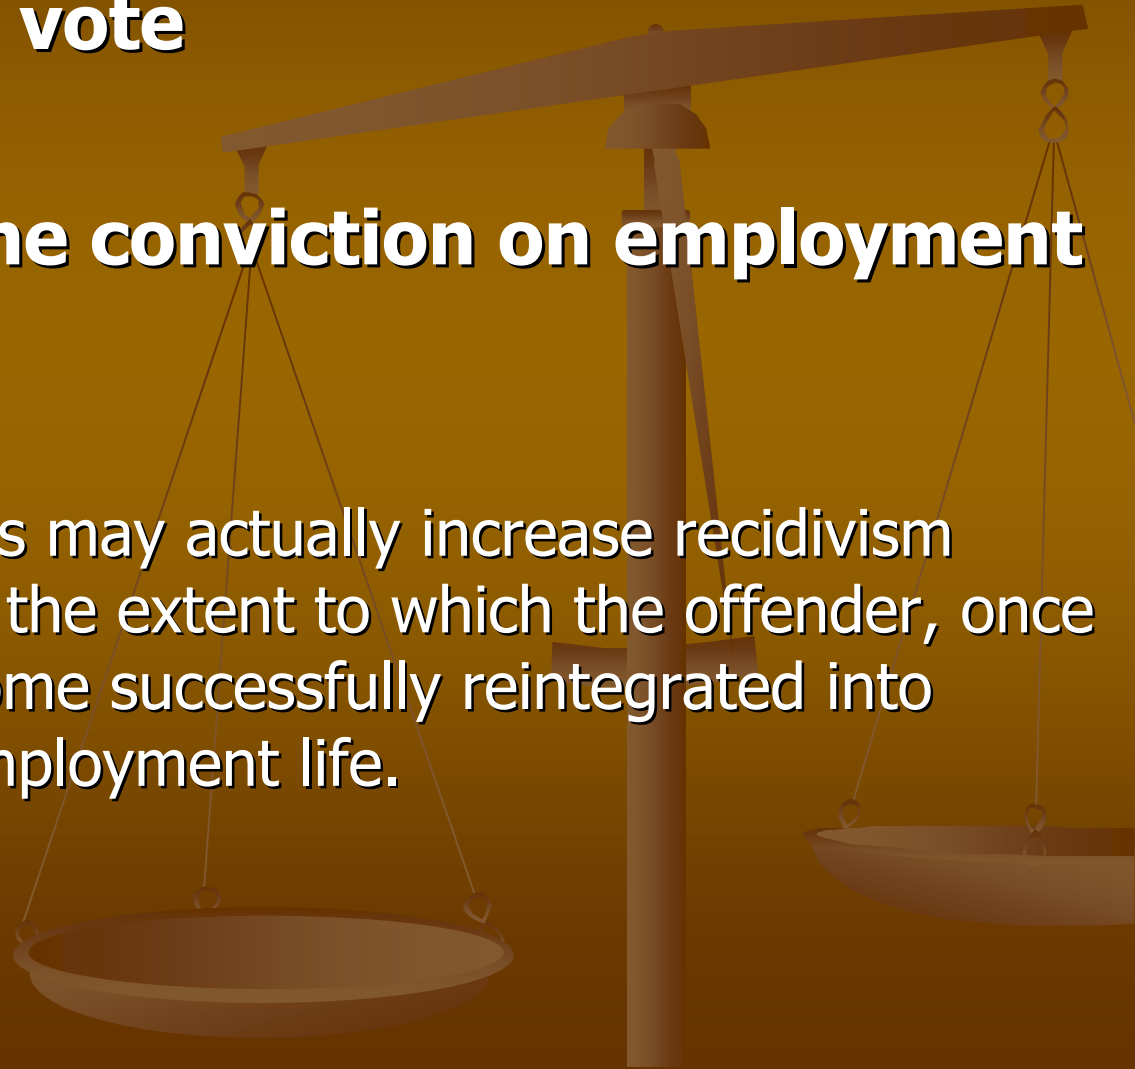 vote
ne conviction on employment
s may actually increase recidivism
the extent to which the offender, once
ome successfully reintegrated into
mployment life.